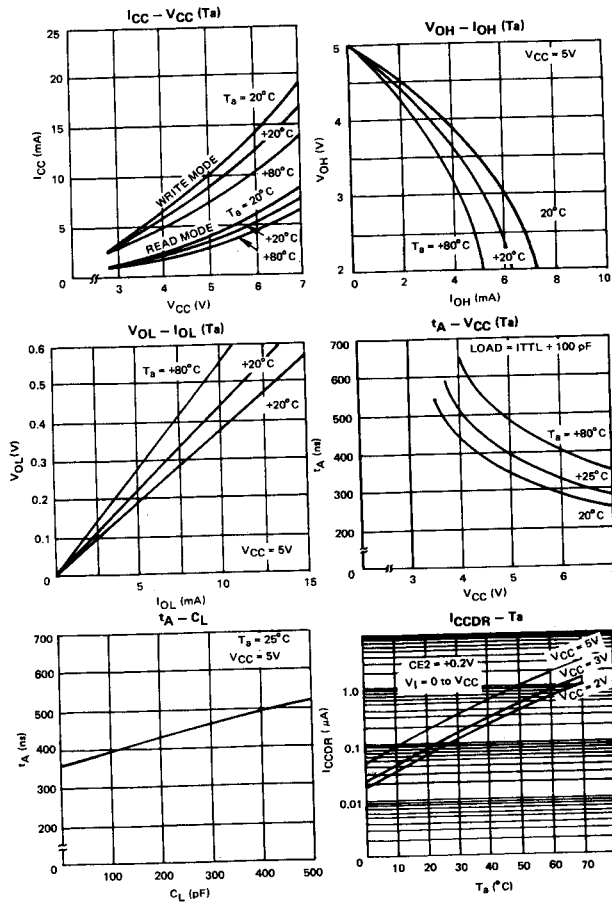 ICC – VCC (Ta)
25
20
15
10
5
0
ICC (mA)
Ta = 20°C
+20°C
+80°C
WRITE MODE
Ta = 20°C
READ MODE
+20°C
+80°C
3 4 5 6 7
VCC (V)
VOH – IOH (Ta)
VCC = 5V
5
4
3
2
VOH (V)
Ta = +80°C
+20°C
20°C
0 2 4 6 8 10
IOH (mA)
VOL – IOL (Ta)
0.6
0.5
0.4
0.3
0.2
0.1
0
VOL (V)
Ta = +80°C
+20°C
+20°C
VCC = 5V
5 10 15
IOL (mA)
tA – VCC (Ta)
LOAD = ITTL + 100 pF
700
600
500
400
300
200
0
tA (ns)
Ta = +80°C
+25°C
20°C
4 5 6 7
VCC (V)
tA – CL
Ta = 25°C
VCC = 5V
700
600
500
400
300
200
0
tA (ns)
100 200 300 400 500
CL (pF)
ICCDR – Ta
CE2 = +0.2V
VI = 0 to VCC
VCC = 5V
VCC = 3V
VCC = 2V
1.0
0.1
0.01
ICCDR (μA)
0 10 20 30 40 50 60 70
Ta (°C)